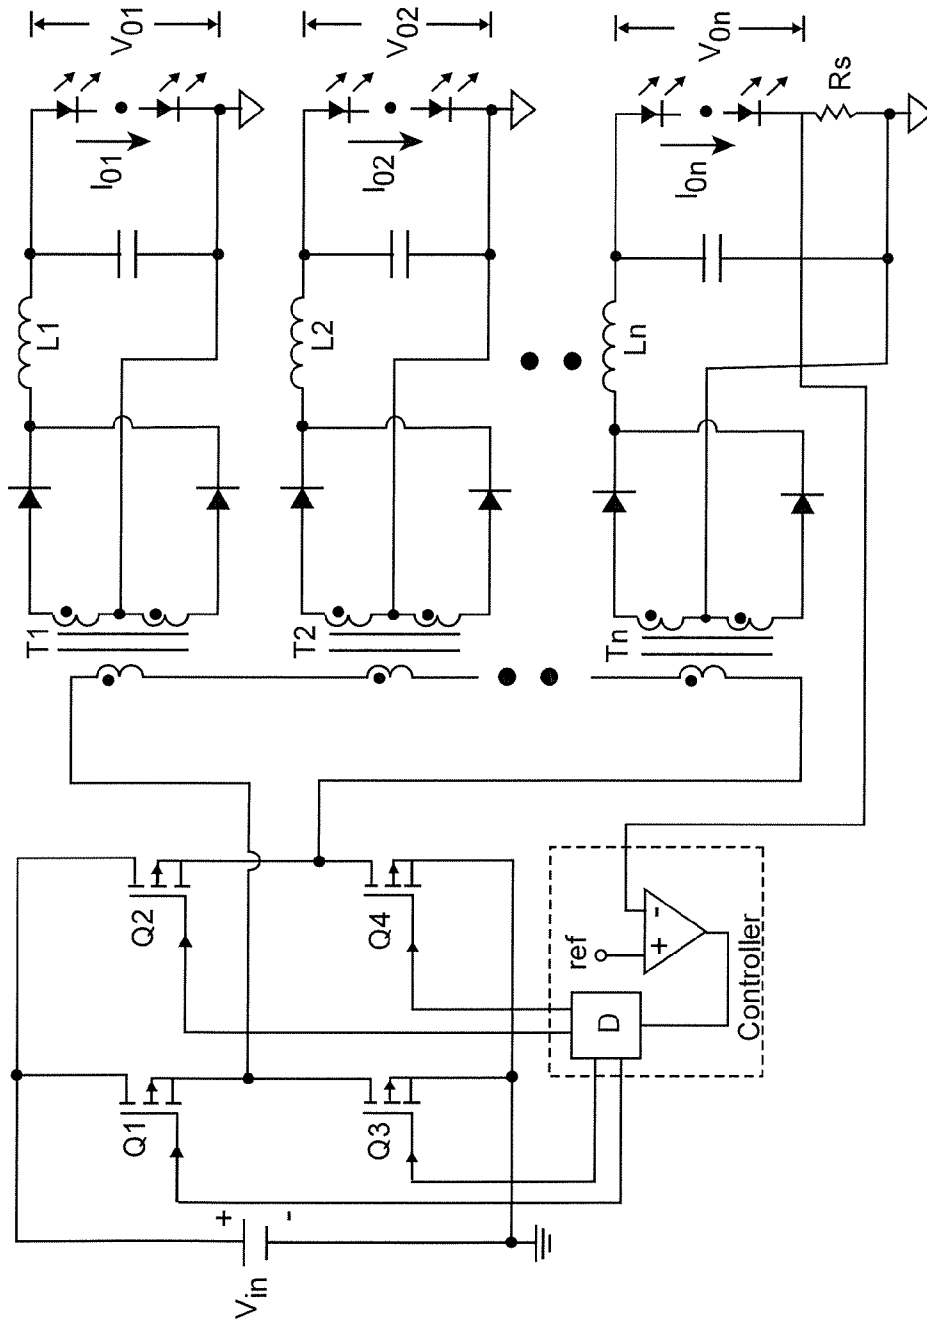 Vin
+
-
Q1
Q2
Q3
Q4
D
ref
+
-
Controller
T1
L1
I01
V01
T2
L2
I02
V02
Tn
Ln
I0n
V0n
Rs